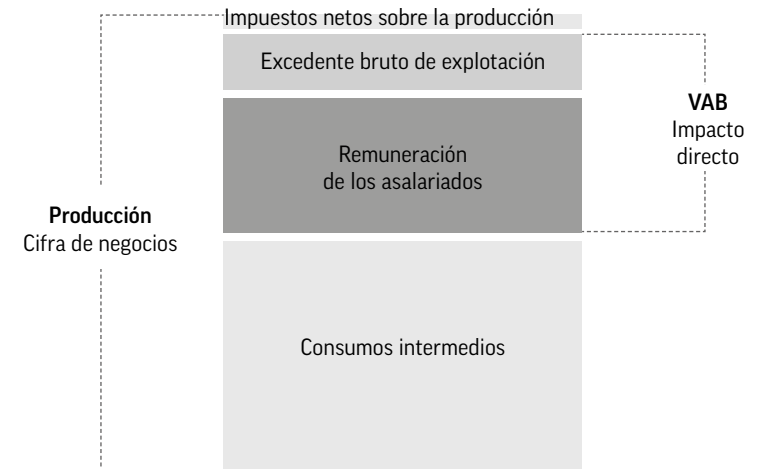 Impuestos netos sobre la producción
Excedente bruto de explotación
VAB
Impacto
directo
Remuneración
de los asalariados
Producción
Cifra de negocios
Consumos intermedios